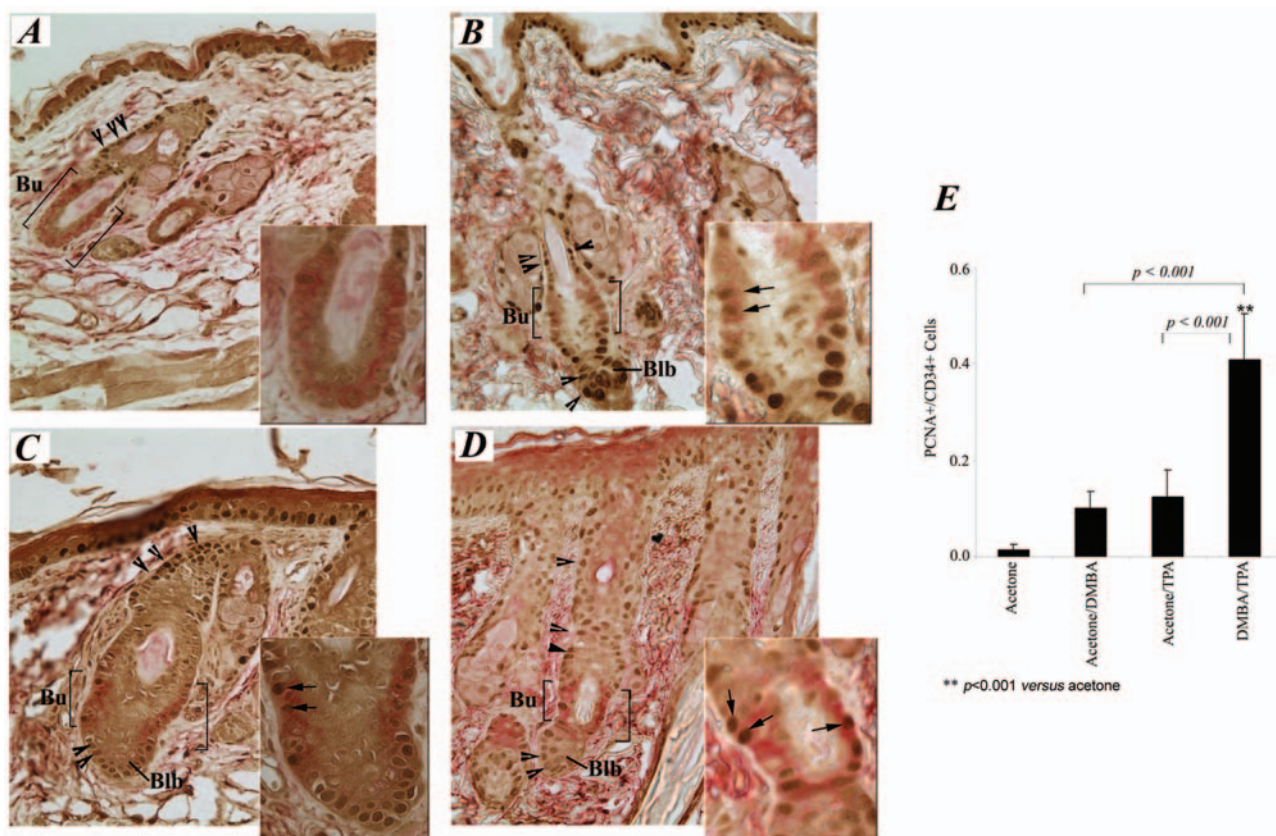 A
Bu
B
Bu
Blb
C
Bu
Blb
D
Bu
Blb
E
PCNA+/CD34+ Cells
0.6
0.4
0.2
0.0
p < 0.001
**
p < 0.001
Acetone
Acetone/DMBA
Acetone/TPA
DMBA/TPA
** p<0.001 versus acetone